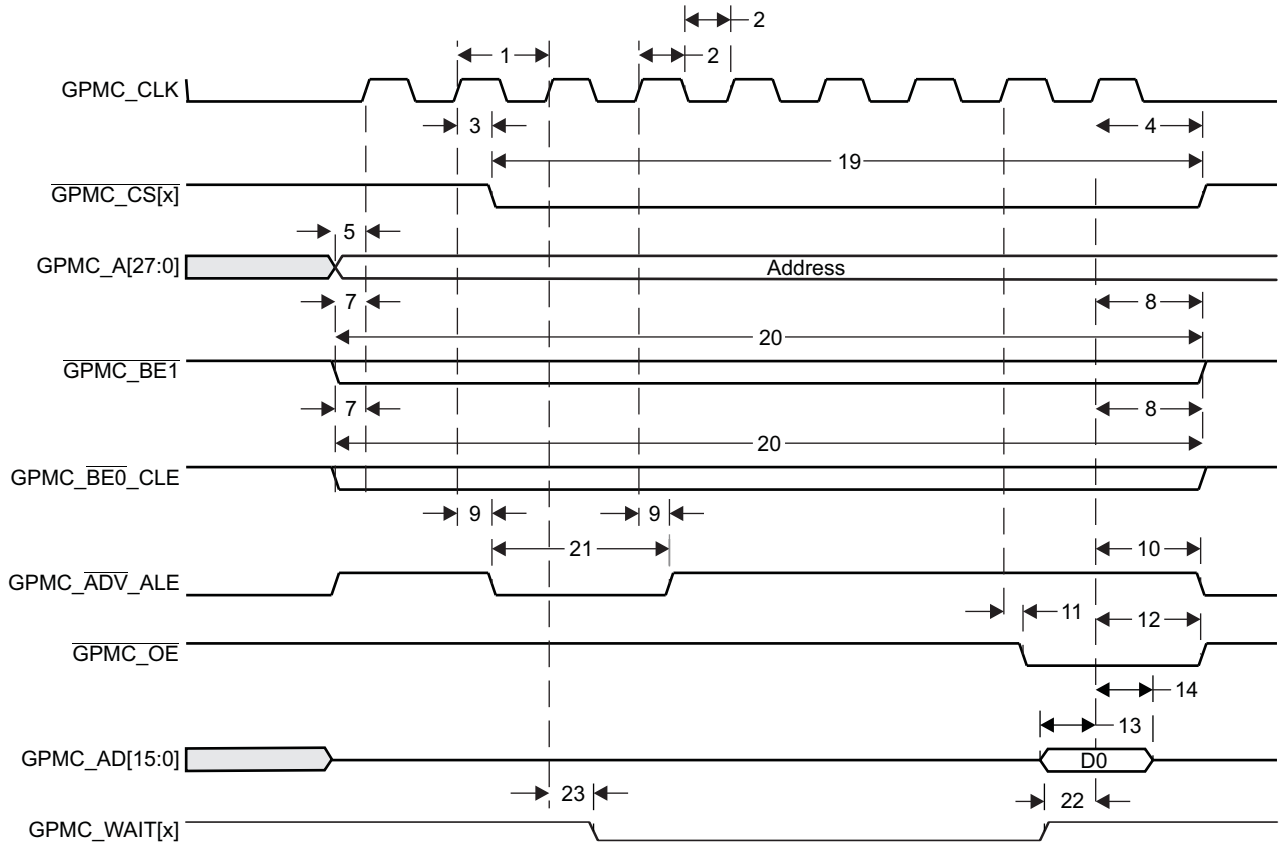 2
1
2
GPMC_CLK
3
4
19
GPMC_CS[x]
5
GPMC_A[27:0]
Address
7
8
20
GPMC_BE1
7
8
20
GPMC_BE0_CLE
9
9
21
10
GPMC_ADV_ALE
11
12
GPMC_OE
14
13
GPMC_AD[15:0]
D0
23
22
GPMC_WAIT[x]